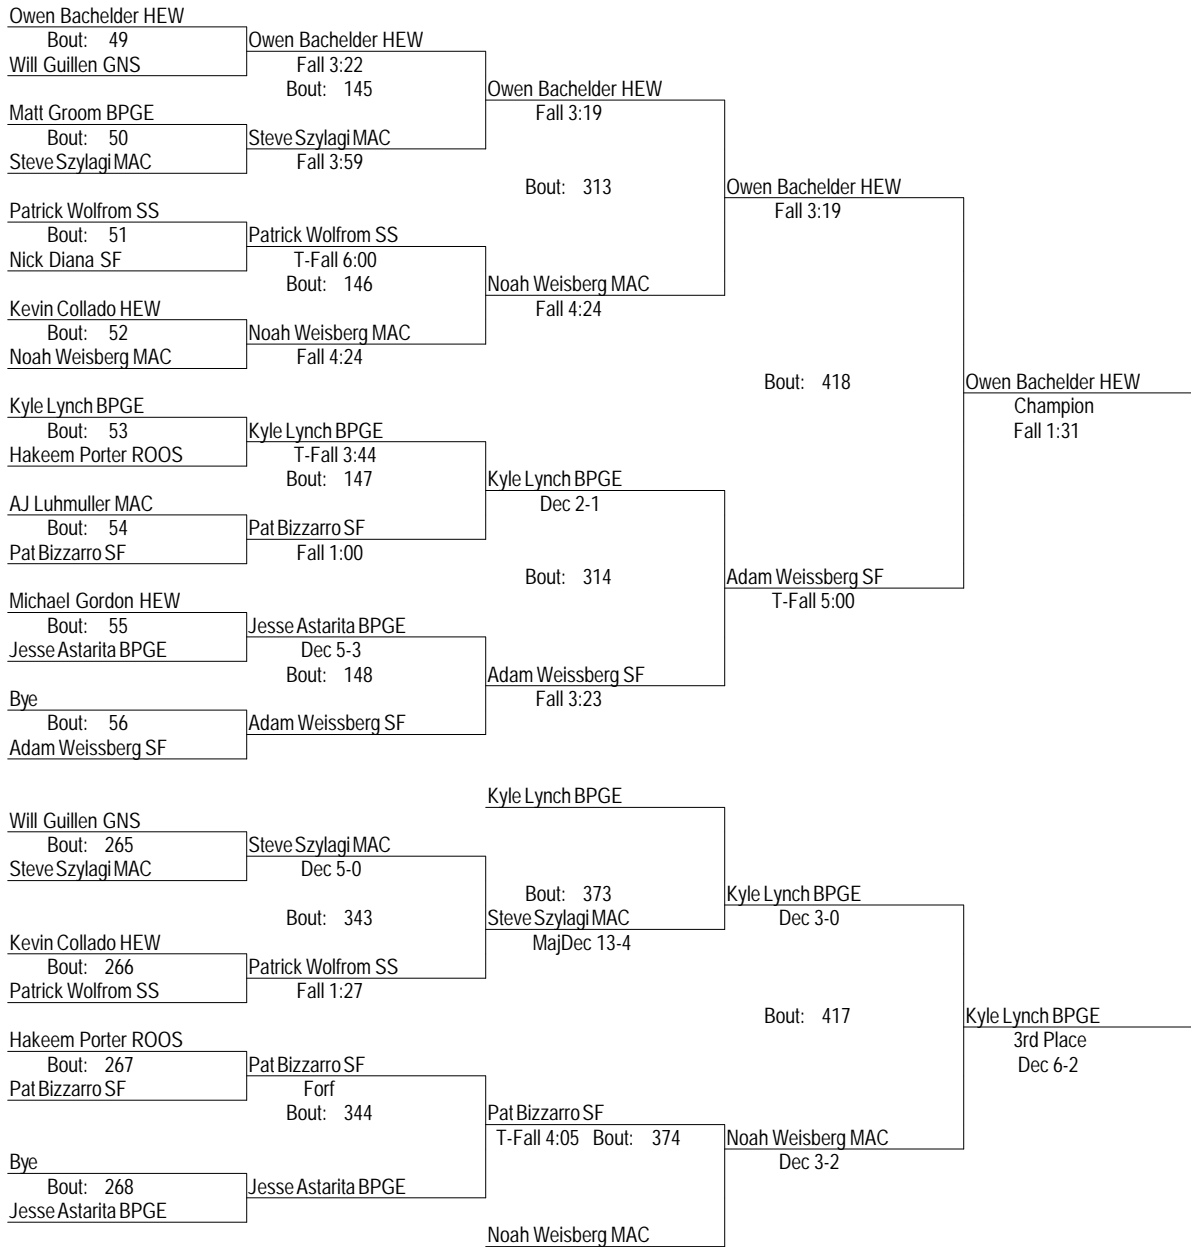 Owen Bachelder HEW
Bout: 49
Will Guillen GNS
Owen Bachelder HEW
Fall 3:22
Bout: 145
Matt Groom BPGE
Bout: 50
Steve Szylagi MAC
Steve Szylagi MAC
Fall 3:59
Owen Bachelder HEW
Fall 3:19
Bout: 313
Patrick Wolfrom SS
Bout: 51
Nick Diana SF
Patrick Wolfrom SS
T-Fall 6:00
Bout: 146
Kevin Collado HEW
Bout: 52
Noah Weisberg MAC
Noah Weisberg MAC
Fall 4:24
Noah Weisberg MAC
Fall 4:24
Owen Bachelder HEW
Fall 3:19
Bout: 418
Owen Bachelder HEW
Champion
Fall 1:31
Kyle Lynch BPGE
Bout: 53
Hakeem Porter ROOS
Kyle Lynch BPGE
T-Fall 3:44
Bout: 147
AJ Luhmuller MAC
Bout: 54
Pat Bizzarro SF
Pat Bizzarro SF
Fall 1:00
Kyle Lynch BPGE
Dec 2-1
Bout: 314
Michael Gordon HEW
Bout: 55
Jesse Astarita BPGE
Jesse Astarita BPGE
Dec 5-3
Bout: 148
Bye
Bout: 56
Adam Weissberg SF
Adam Weissberg SF
Adam Weissberg SF
Fall 3:23
Adam Weissberg SF
T-Fall 5:00
Kyle Lynch BPGE
Will Guillen GNS
Bout: 265
Steve Szylagi MAC
Steve Szylagi MAC
Dec 5-0
Bout: 343
Kevin Collado HEW
Bout: 266
Patrick Wolfrom SS
Patrick Wolfrom SS
Fall 1:27
Bout: 373
Steve Szylagi MAC
MajDec 13-4
Kyle Lynch BPGE
Dec 3-0
Bout: 417
Kyle Lynch BPGE
3rd Place
Dec 6-2
Hakeem Porter ROOS
Bout: 267
Pat Bizzarro SF
Pat Bizzarro SF
Forf
Bout: 344
Bye
Bout: 268
Jesse Astarita BPGE
Jesse Astarita BPGE
Pat Bizzarro SF
T-Fall 4:05 Bout: 374
Noah Weisberg MAC
Dec 3-2
Noah Weisberg MAC